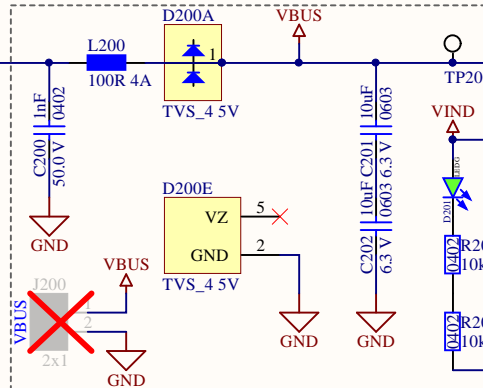 D200A
VBUS
L200
1
100R 4A
TVS_4 5V
1nF
0402
C200
50.0 V
GND
10uF
0603
C201
6.3 V
10uF
0603
C202
6.3 V
GND
TP20
VIND
LED G
D201
0402
R20
10k
0402
R20
10k
D200E
VZ
5
GND
2
TVS_4 5V
GND
VBUS
J200
VBUS
1
2
2x1
GND